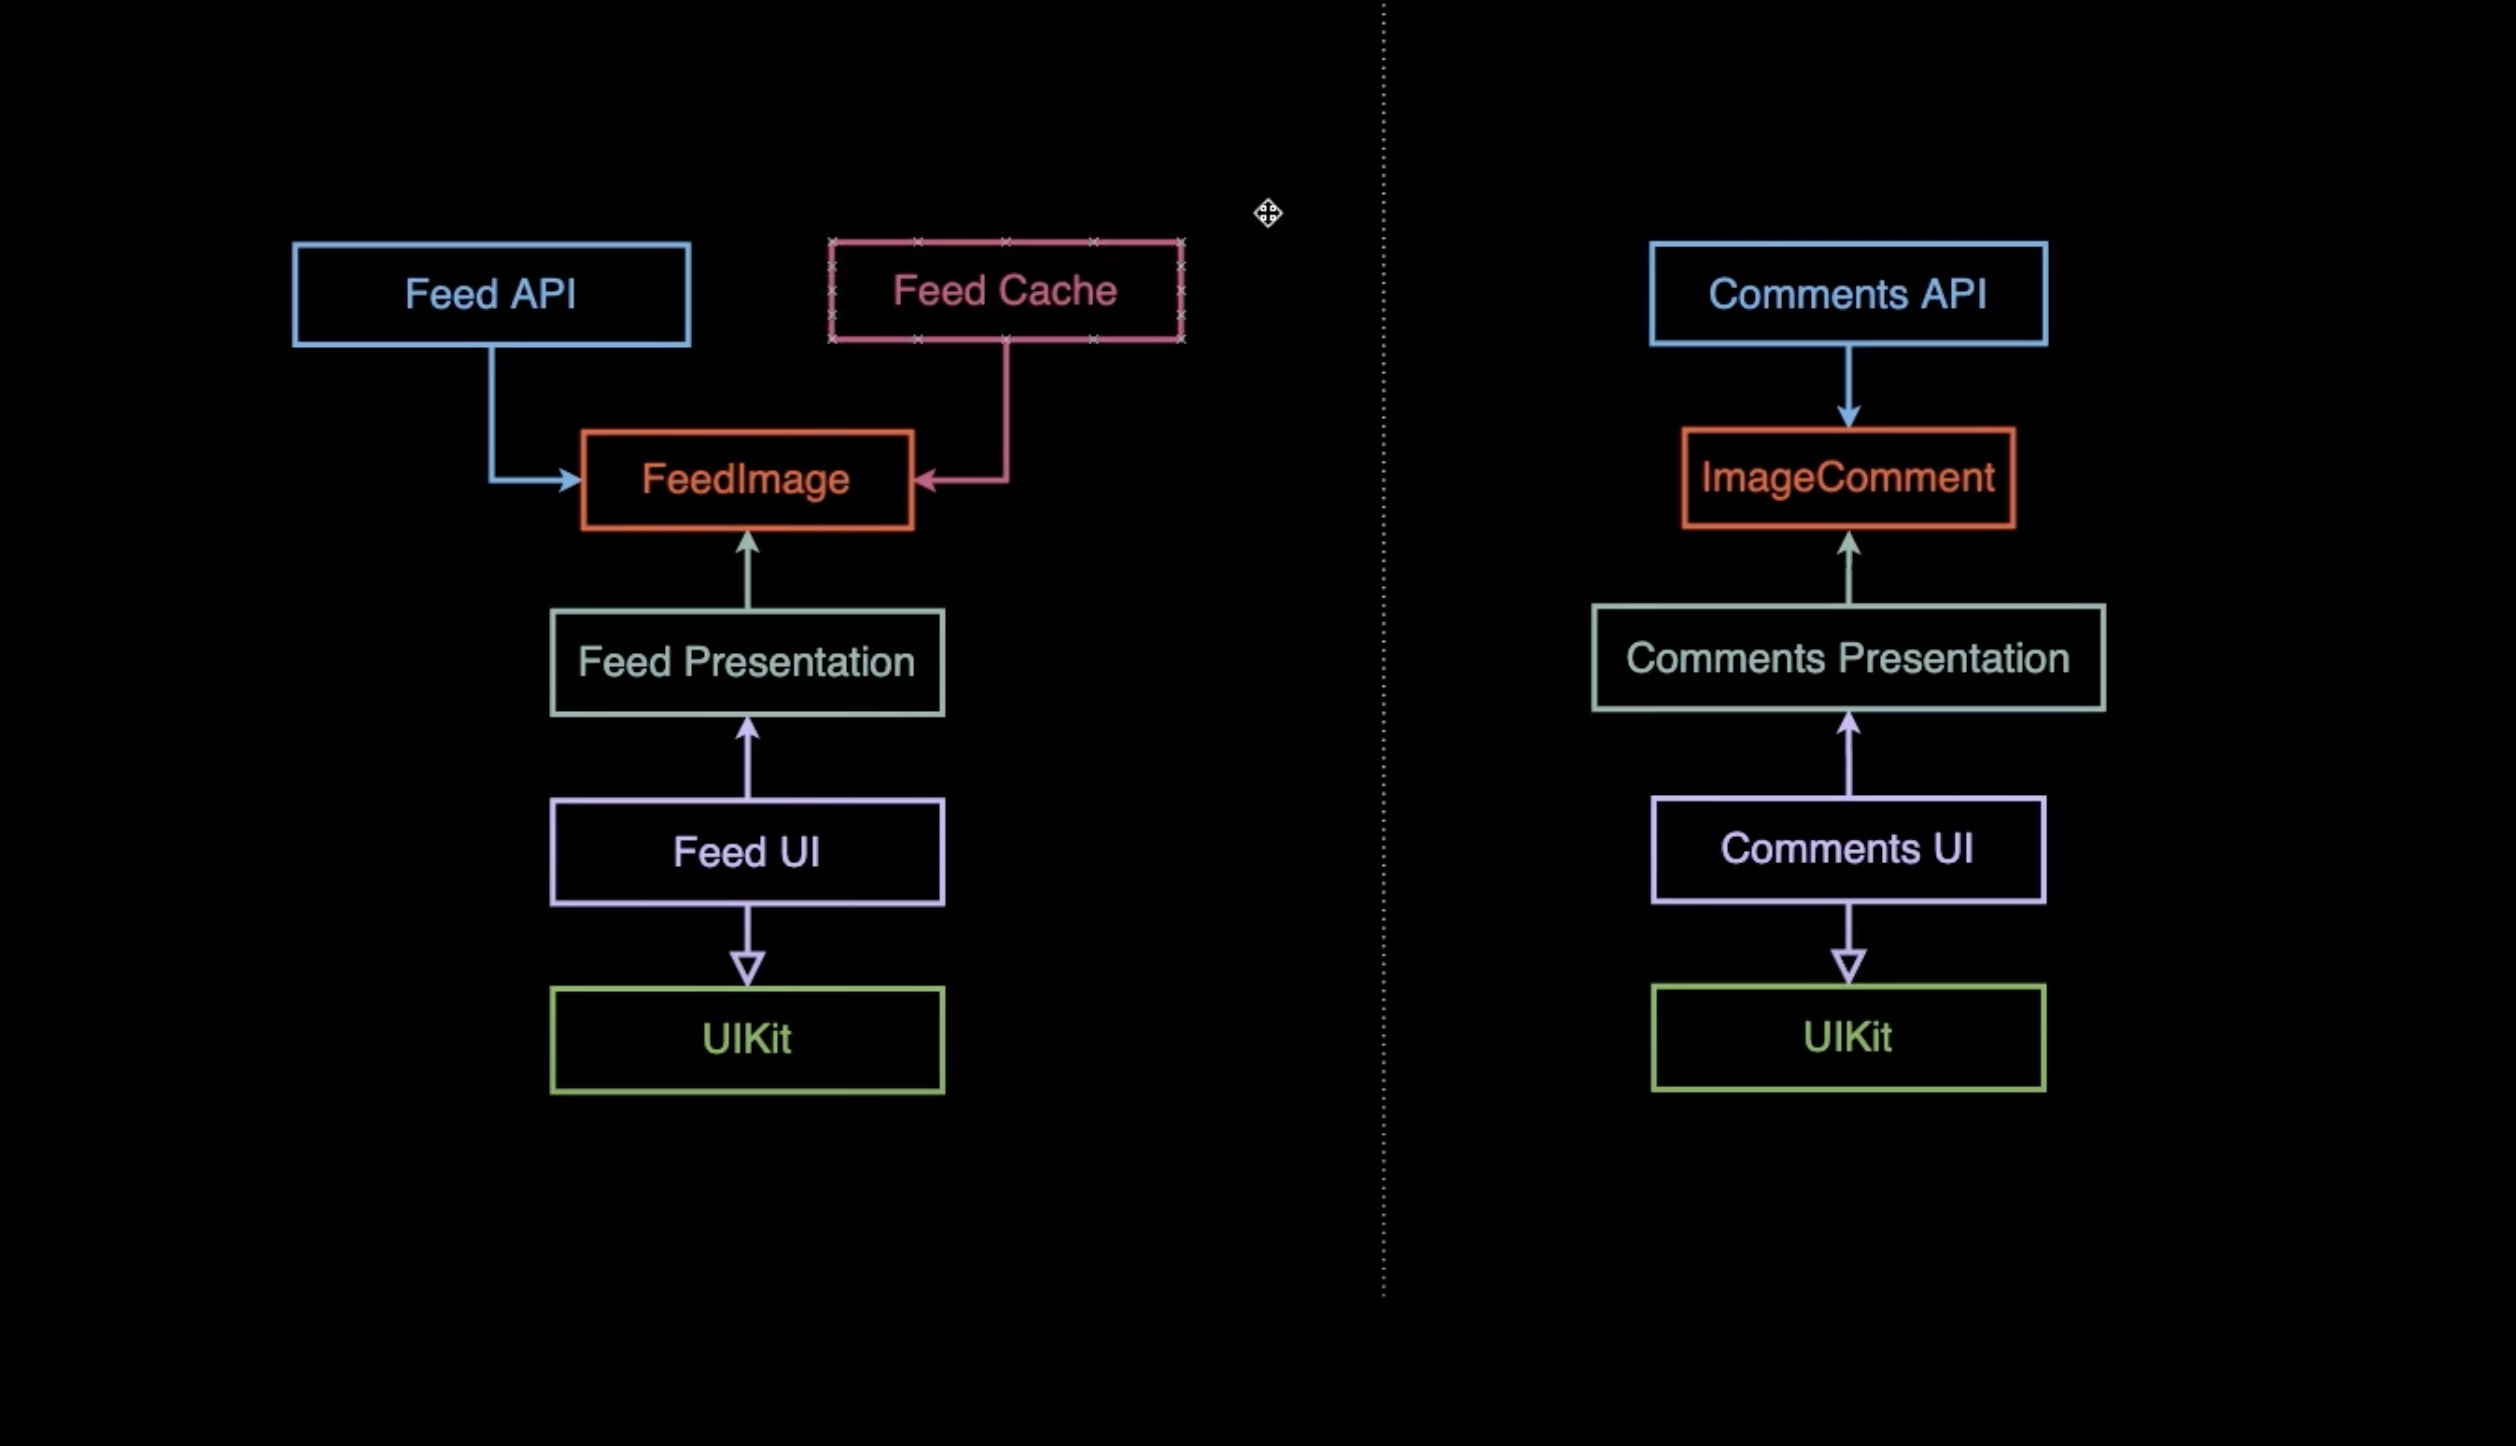 Feed API
Feed Cache
FeedImage
Feed Presentation
Feed UI
UIKit
Comments API
ImageComment
Comments Presentation
Comments UI
UIKit